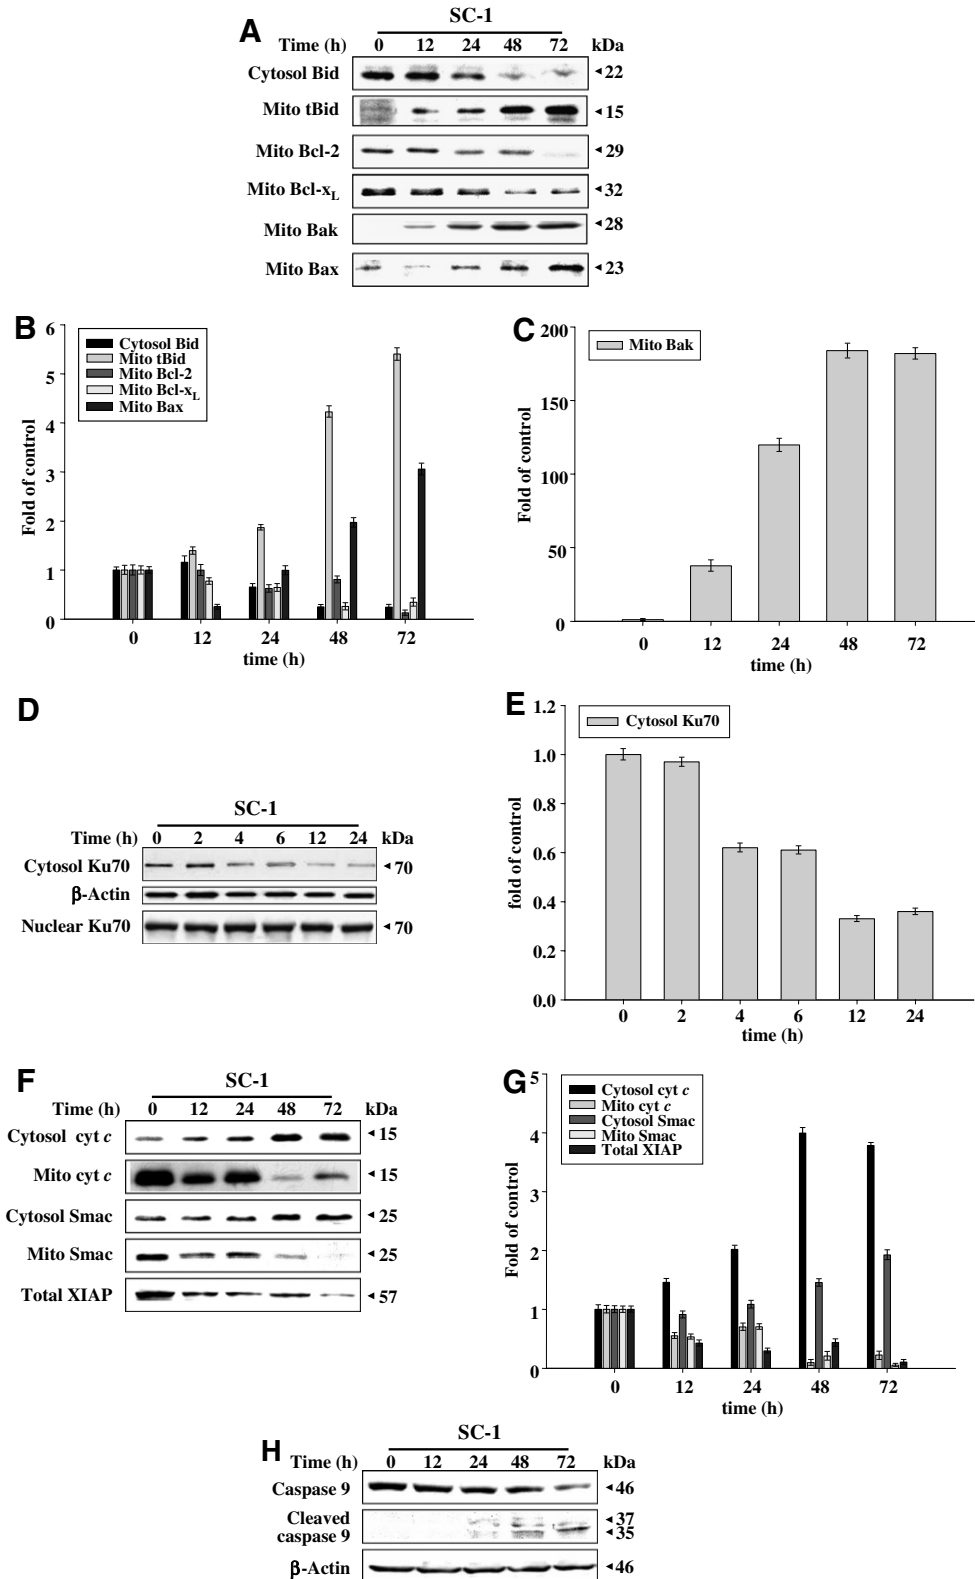 A
SC-1
Time (h) 0 12 24 48 72 kDa
Cytosol Bid ◄22
Mito tBid ◄15
Mito Bcl-2 ◄29
Mito Bcl-xL ◄32
Mito Bak ◄28
Mito Bax ◄23
B
Cytosol Bid
Mito tBid
Mito Bcl-2
Mito Bcl-xL
Mito Bax
Fold of control
6
5
4
3
2
1
0
0 12 24 48 72
time (h)
C
Mito Bak
Fold of control
200
150
100
50
0
0 12 24 48 72
time (h)
D
SC-1
Time (h) 0 2 4 6 12 24 kDa
Cytosol Ku70 ◄70
β-Actin
Nuclear Ku70 ◄70
E
Cytosol Ku70
fold of control
1.2
1.0
0.8
0.6
0.4
0.2
0.0
0 2 4 6 12 24
time (h)
F
SC-1
Time (h) 0 12 24 48 72 kDa
Cytosol cyt c ◄15
Mito cyt c ◄15
Cytosol Smac ◄25
Mito Smac ◄25
Total XIAP ◄57
G
Cytosol cyt c
Mito cyt c
Cytosol Smac
Mito Smac
Total XIAP
Fold of control
5
4
3
2
1
0
0 12 24 48 72
time (h)
H
SC-1
Time (h) 0 12 24 48 72 kDa
Caspase 9 ◄46
Cleaved ◄37
caspase 9 ◄35
β-Actin ◄46